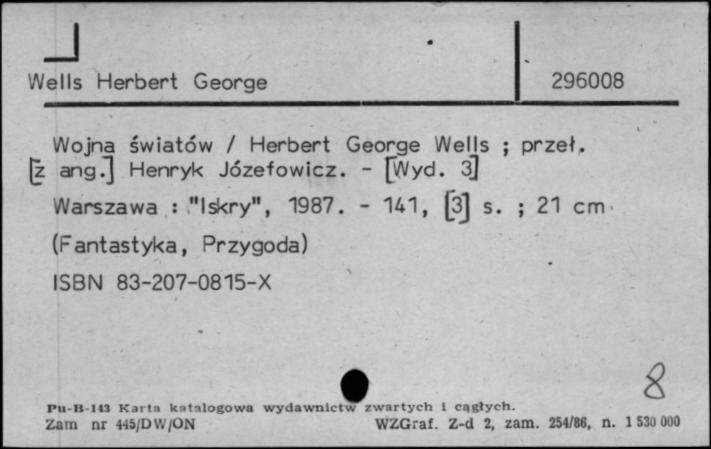 Wells Herbert George 296008
Wojna światów / Herbert George Wells ; przeł.
[z ang.] Henryk Józefowicz. - [Wyd. 3]
Warszawa : "Iskry", 1987. - 141, [3] s. ; 21 cm
(Fantastyka, Przygoda)
ISBN 83-207-0815-X
8
Pu-B-143 Karta katalogowa wydawnictw zwartych i ciągłych.
Zam nr 445/DW/ON WZGraf. Z-d 2, zam. 254/86, n. 1 530 000